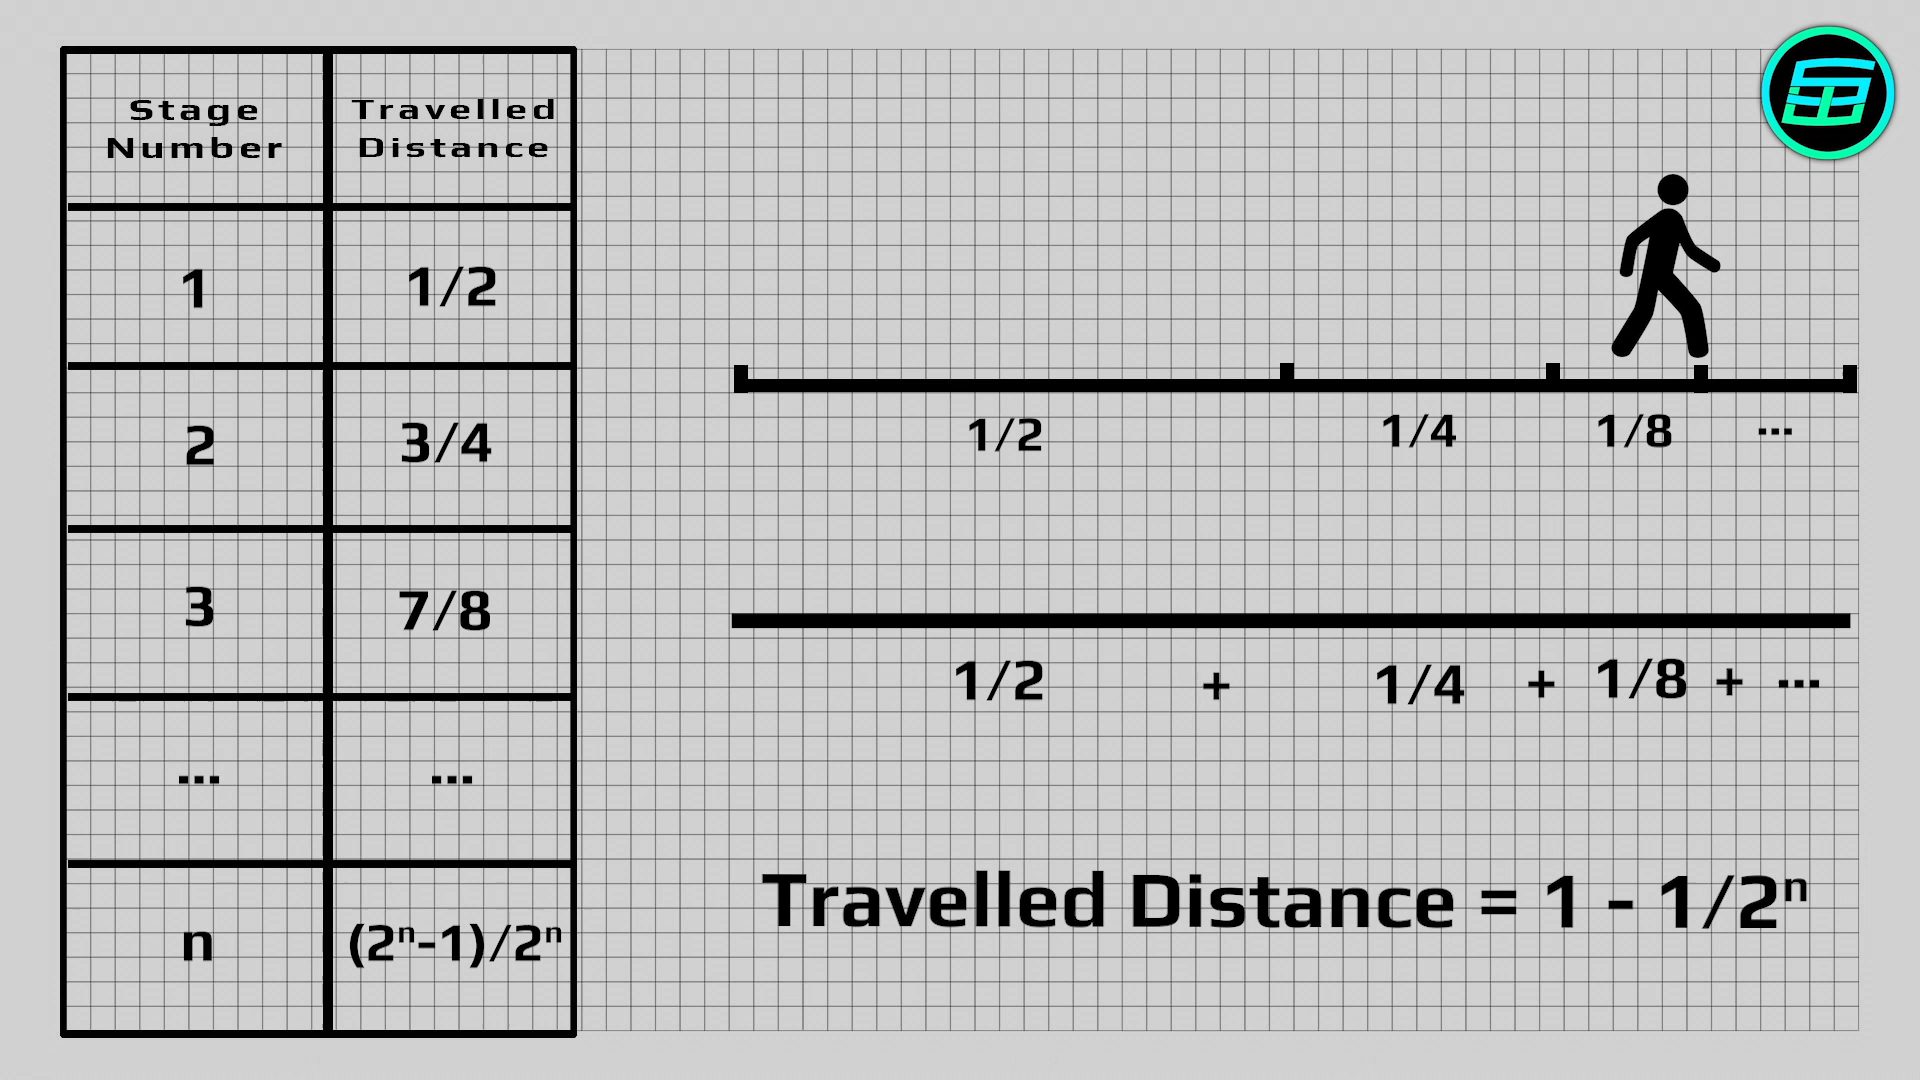 Stage
Number
Travelled
Distance
1
1/2
2
3/4
3
7/8
...
...
n
(2ⁿ-1)/2ⁿ
1/2
1/4
1/8
...
1/2 + 1/4 + 1/8 + ...
Travelled Distance = 1 - 1/2ⁿ